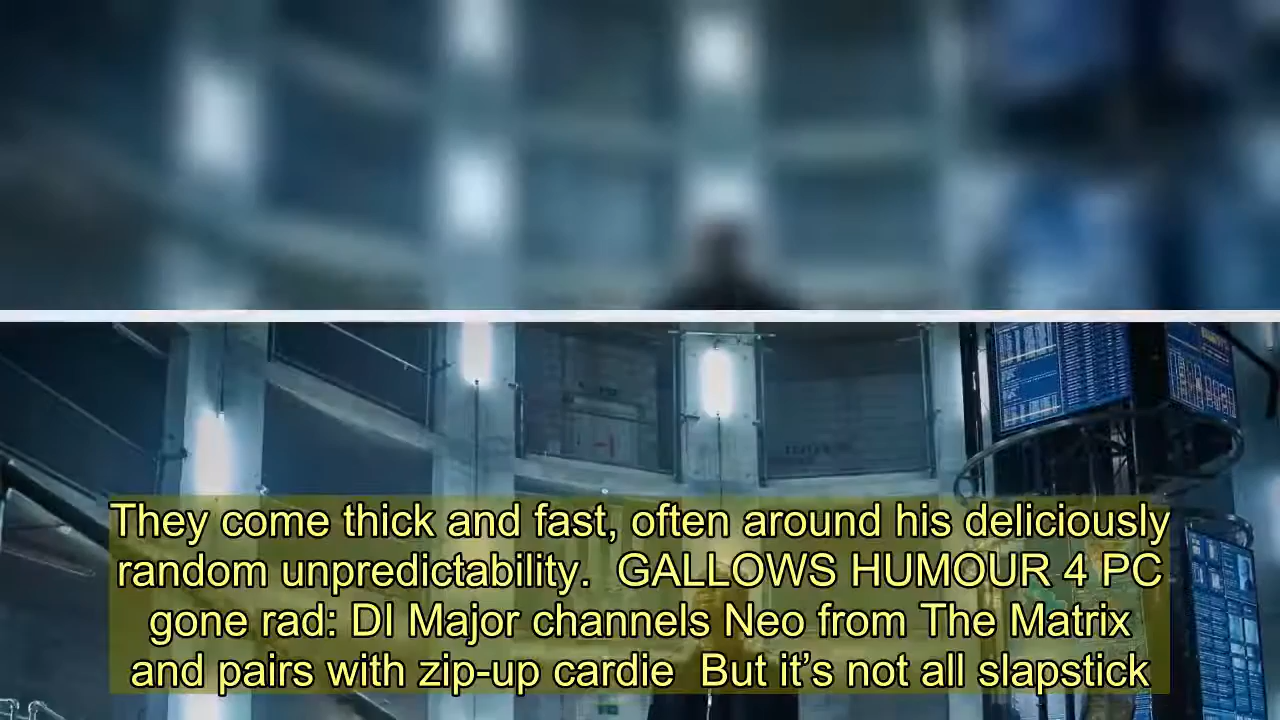 They come thick and fast, often around his deliciously
random unpredictability.  GALLOWS HUMOUR 4 PC
gone rad: DI Major channels Neo from The Matrix
and pairs with zip-up cardie  But it’s not all slapstick